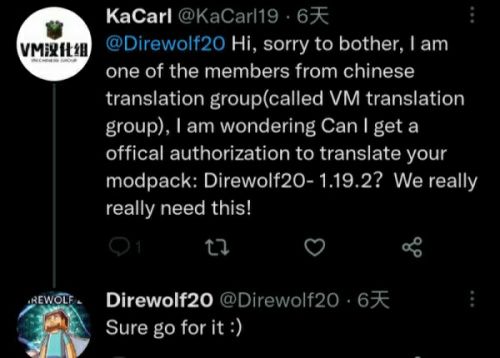 KaCarl @KaCarl19 · 6天
VM汉化组
@Direwolf20 Hi, sorry to bother, I am
one of the members from chinese
translation group(called VM translation
group), I am wondering Can I get a
offical authorization to translate your
modpack: Direwolf20- 1.19.2?  We really
really need this!
1
Direwolf20 @Direwolf20 · 6天
Sure go for it :)